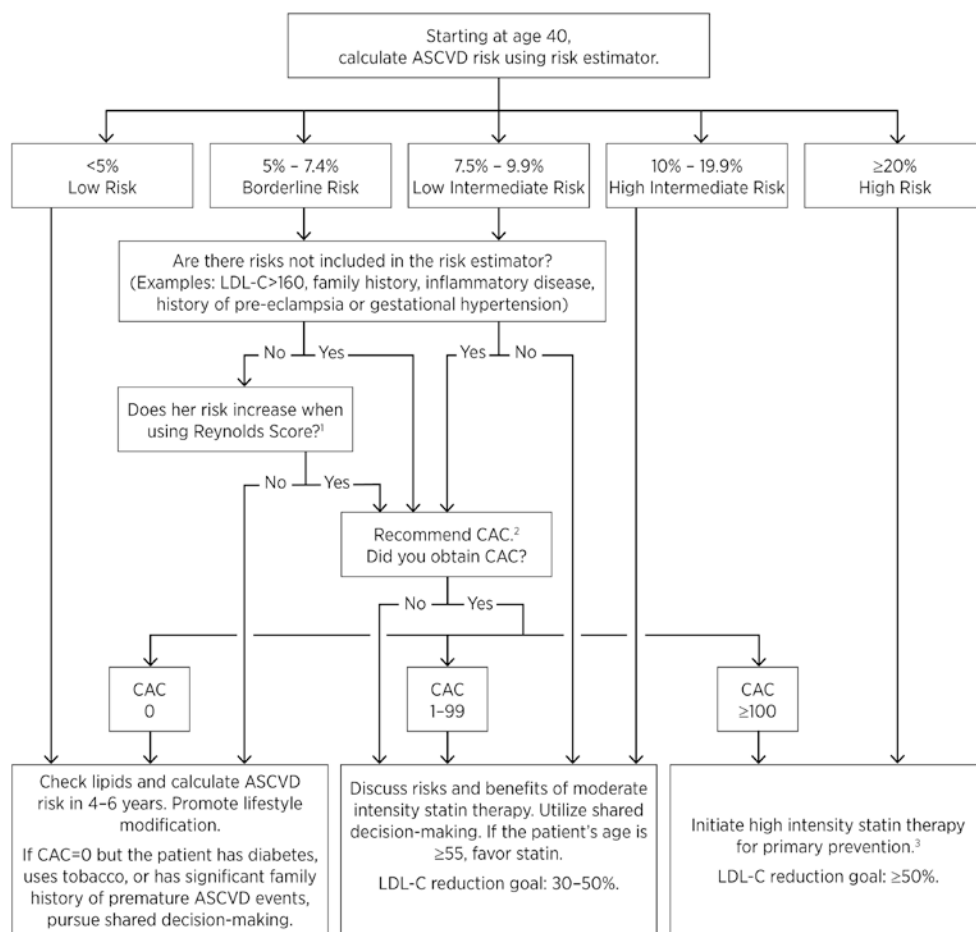 Starting at age 40,
calculate ASCVD risk using risk estimator.
<5%
Low Risk
5% – 7.4%
Borderline Risk
7.5% – 9.9%
Low Intermediate Risk
10% – 19.9%
High Intermediate Risk
≥20%
High Risk
Are there risks not included in the risk estimator?
(Examples: LDL-C>160, family history, inflammatory disease,
history of pre-eclampsia or gestational hypertension)
No Yes
Yes No
Does her risk increase when
using Reynolds Score?¹
No Yes
Recommend CAC.²
Did you obtain CAC?
No Yes
CAC
0
CAC
1–99
CAC
≥100
Check lipids and calculate ASCVD
risk in 4–6 years. Promote lifestyle
modification.
If CAC=0 but the patient has diabetes,
uses tobacco, or has significant family
history of premature ASCVD events,
pursue shared decision-making.
Discuss risks and benefits of moderate
intensity statin therapy. Utilize shared
decision-making. If the patient's age is
≥55, favor statin.
LDL-C reduction goal: 30–50%.
Initiate high intensity statin therapy
for primary prevention.³
LDL-C reduction goal: ≥50%.